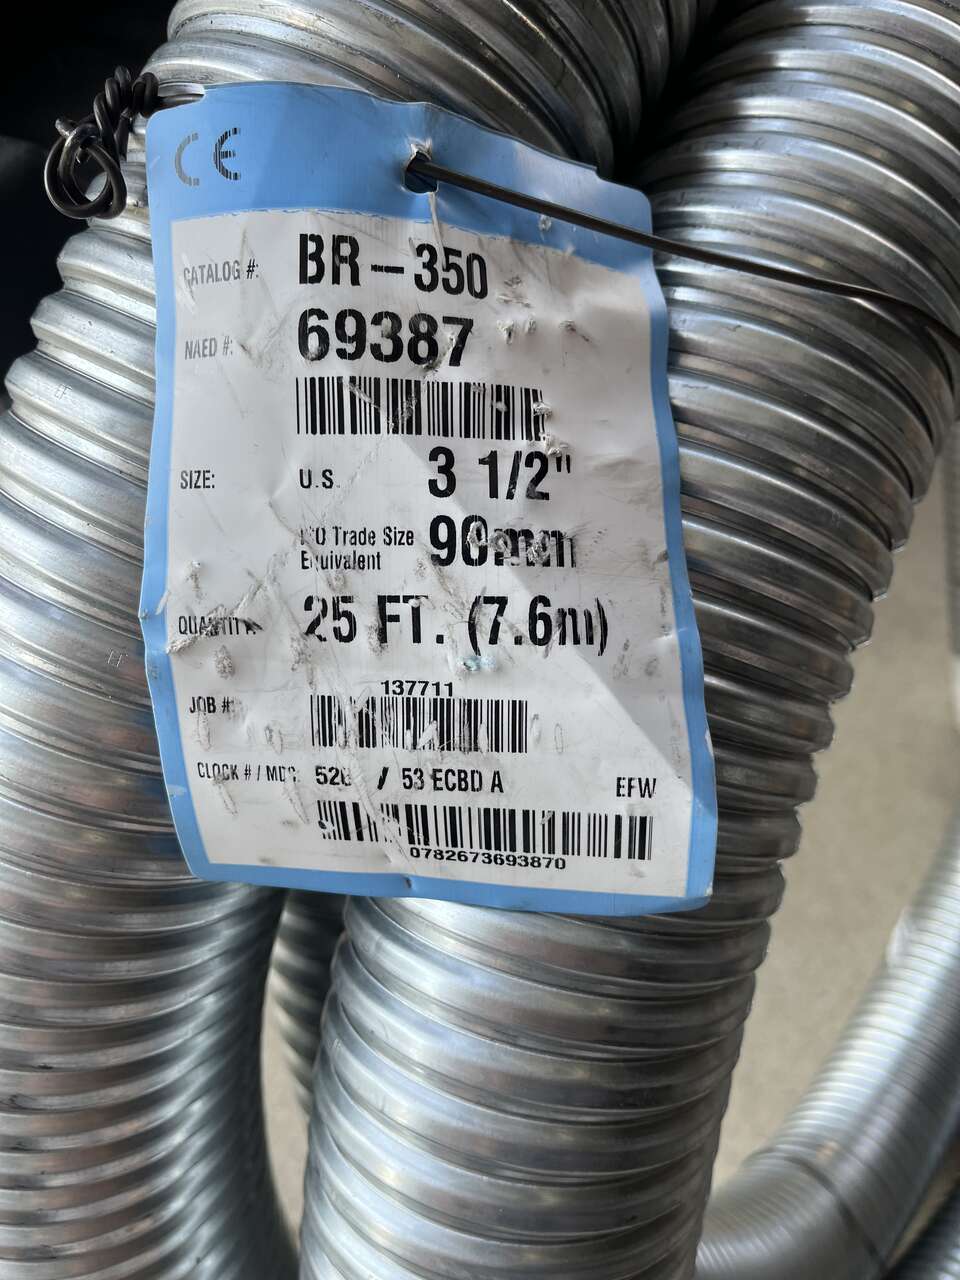 CE
CATALOG #: BR-350
NAED #: 69387
SIZE: U.S. 3 1/2"
Trade Size 90mm
Equivalent
QUANTITY: 25 FT. (7.6m)
137711
JOB #:
CLOCK # / / 53 ECBD A EFW
0782673693870